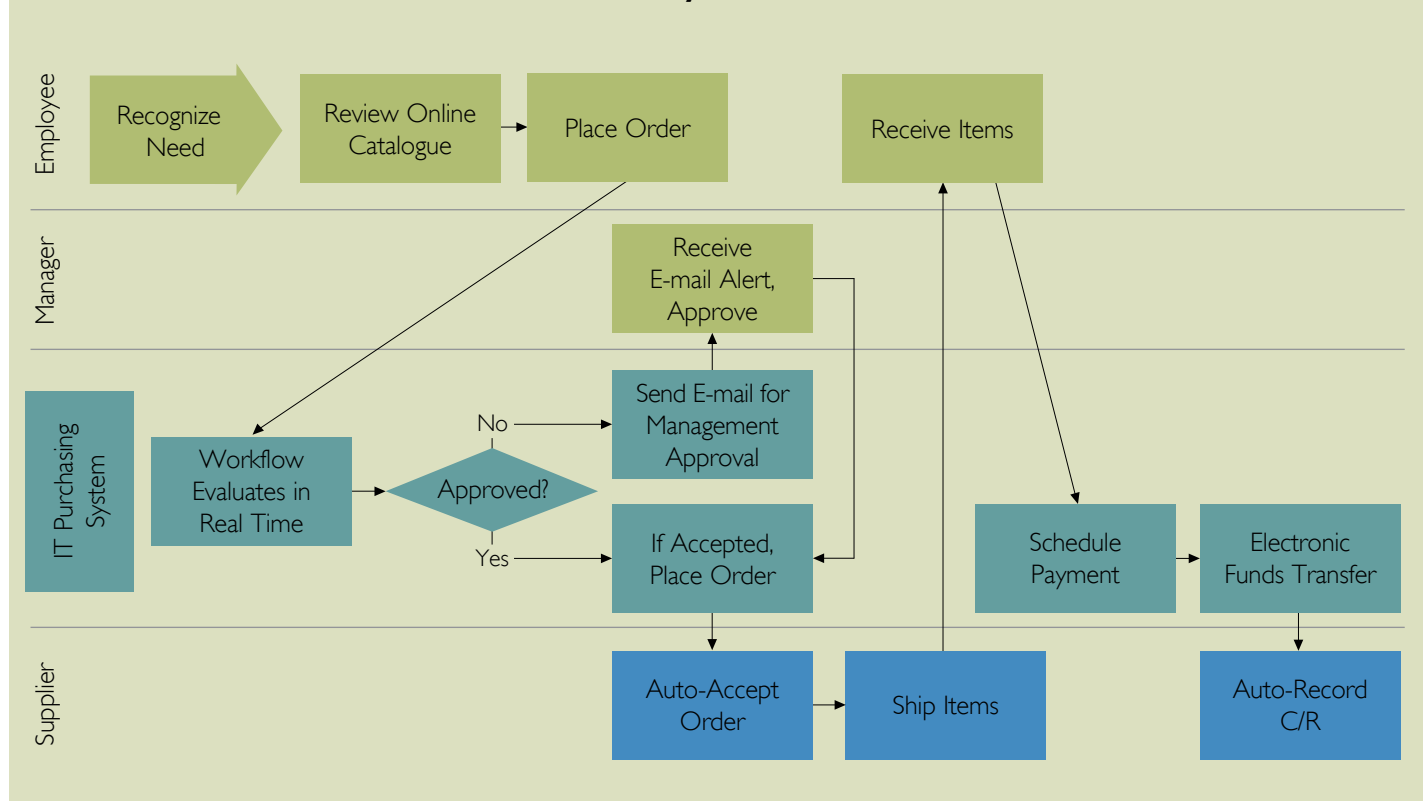 Employee
Recognize
Need
Review Online
Catalogue
Place Order
Receive Items
Manager
Receive
E-mail Alert,
Approve
IT Purchasing
System
Workflow
Evaluates in
Real Time
Approved?
No
Yes
Send E-mail for
Management
Approval
If Accepted,
Place Order
Schedule
Payment
Electronic
Funds Transfer
Supplier
Auto-Accept
Order
Ship Items
Auto-Record
C/R